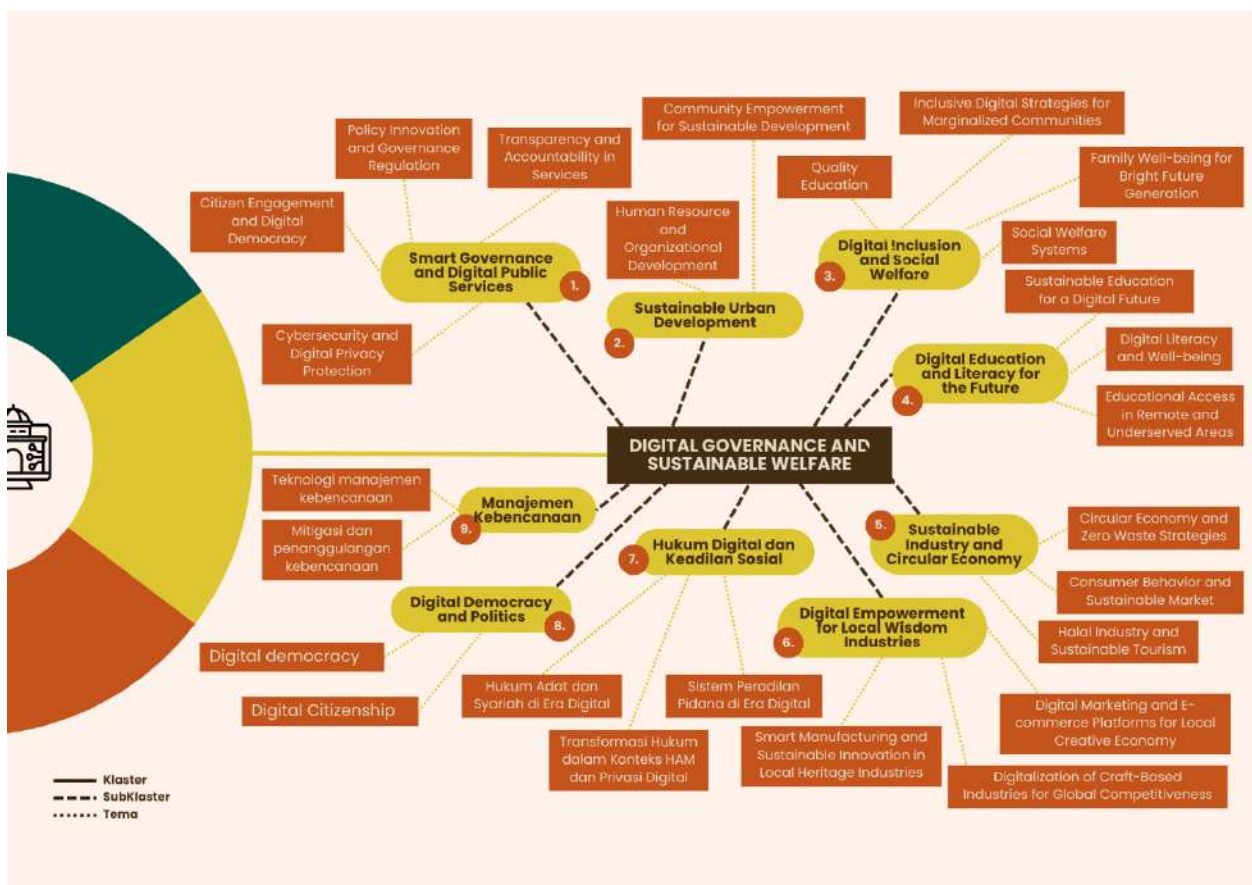 Policy Innovation
and Governance
Regulation
Transparency and
Accountability in
Services
Citizen Engagement
and Digital
Democracy
Smart Governance
and Digital Public
Services
1.
Cybersecurity and
Digital Privacy
Protection
Community Empowerment
for Sustainable Development
Human Resource
and
Organizational
Development
Sustainable Urban
Development
2.
Inclusive Digital Strategies for
Marginalized Communities
Quality
Education
Family Well-being for
Bright Future
Generation
Digital Inclusion
and Social
Welfare
3.
Social Welfare
Systems
Sustainable Education
for a Digital Future
Digital Education
and Literacy for
the Future
4.
Digital Literacy
and Well-being
Educational Access
in Remote and
Underserved Areas
DIGITAL GOVERNANCE AND
SUSTAINABLE WELFARE
5.
Sustainable
Industry and
Circular Economy
Circular Economy and
Zero Waste Strategies
Consumer Behavior and
Sustainable Market
Halal Industry and
Sustainable Tourism
Digital Empowerment
for Local Wisdom
Industries
6.
Digital Marketing and E-
commerce Platforms for Local
Creative Economy
Smart Manufacturing and
Sustainable Innovation in
Local Heritage Industries
Digitalization of Craft-Based
Industries for Global Competitiveness
Hukum Digital dan
Keadilan Sosial
7.
Hukum Adat dan
Syariah di Era Digital
Transformasi Hukum
dalam Konteks HAM
dan Privasi Digital
Sistem Peradilan
Pidana di Era Digital
Digital Democracy
and Politics
8.
Digital democracy
Digital Citizenship
Manajemen
Kebencanaan
9.
Teknologi manajemen
kebencanaan
Mitigasi dan
penanggulangan
kebencanaan
Klaster
SubKlaster
Tema